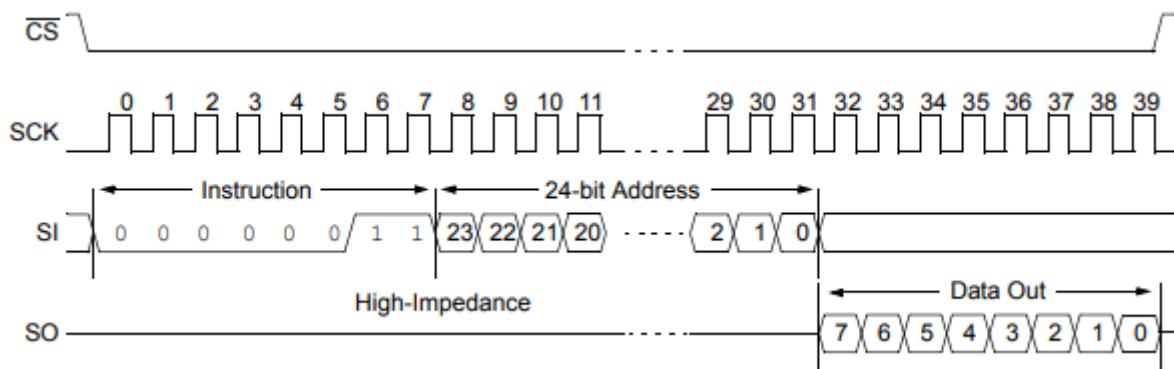 CS
0 1 2 3 4 5 6 7 8 9 10 11 29 30 31 32 33 34 35 36 37 38 39
SCK
Instruction 24-bit Address
SI 0 0 0 0 0 0 1 1 23 22 21 20 2 1 0
High-Impedance Data Out
SO 7 6 5 4 3 2 1 0